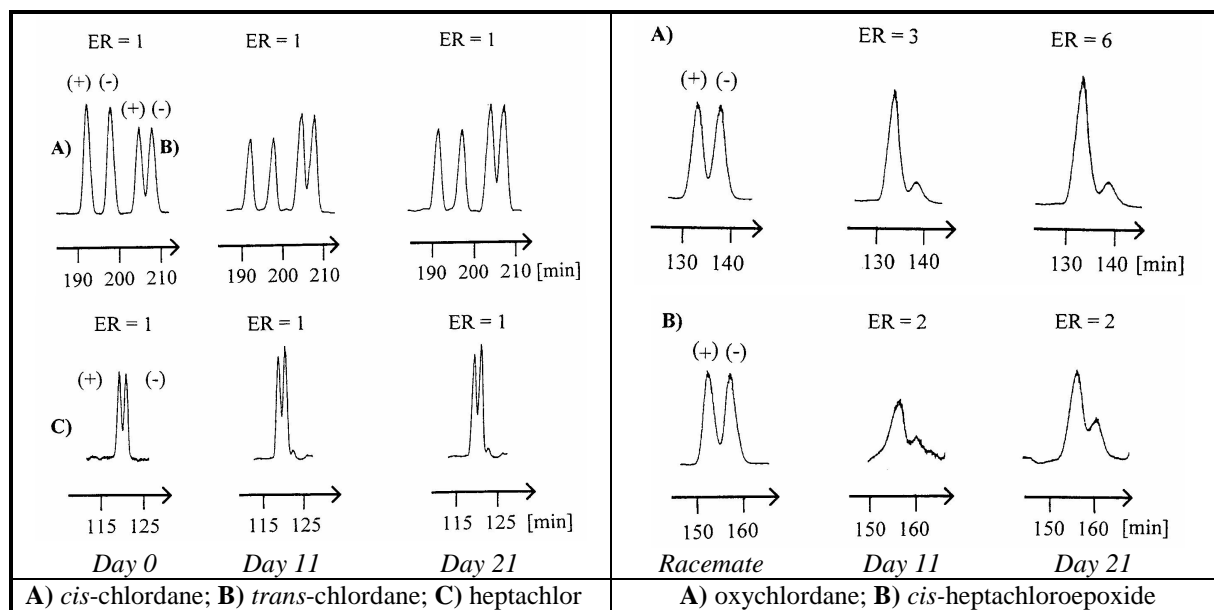 ER = 1 ER = 1 ER = 1
(+) (-)
(+) (-)
A) B)
190 200 210 190 200 210 190 200 210 [min]
ER = 1 ER = 1 ER = 1
(+) (-)
C)
115 125 115 125 115 125 [min]
Day 0 Day 11 Day 21
A) cis-chlordane; B) trans-chlordane; C) heptachlor
A) ER = 3 ER = 6
(+) (-)
130 140 130 140 130 140 [min]
B) ER = 2 ER = 2
(+) (-)
150 160 150 160 150 160 [min]
Racemate Day 11 Day 21
A) oxychlordane; B) cis-heptachloroepoxide